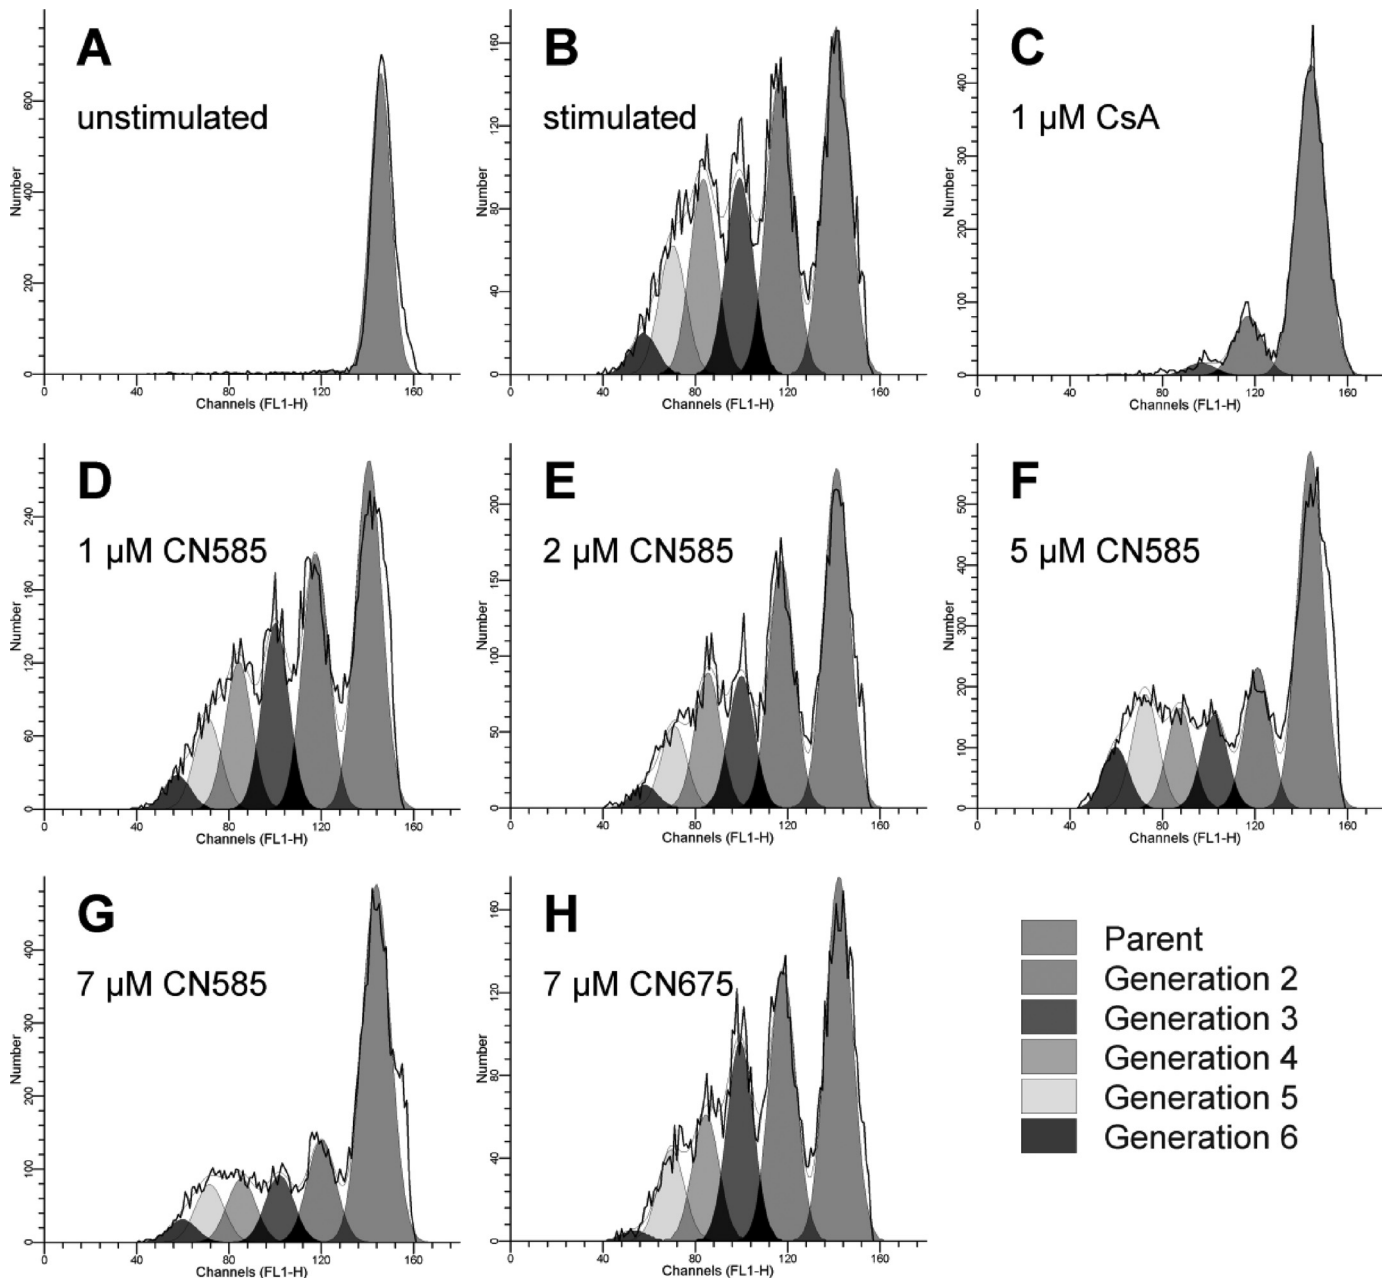 A
unstimulated
Number
600
400
200
0
0 40 80 120 160
Channels (FL1-H)
B
stimulated
Number
160
120
80
40
0
0 40 80 120 160
Channels (FL1-H)
C
1 µM CsA
Number
400
300
200
100
0
0 40 80 120 160
Channels (FL1-H)
D
1 µM CN585
Number
240
180
120
60
0
0 40 80 120 160
Channels (FL1-H)
E
2 µM CN585
Number
200
150
100
50
0
0 40 80 120 160
Channels (FL1-H)
F
5 µM CN585
Number
500
400
300
200
100
0
0 40 80 120 160
Channels (FL1-H)
G
7 µM CN585
Number
400
300
200
100
0
0 40 80 120 160
Channels (FL1-H)
H
7 µM CN675
Number
160
120
80
40
0
0 40 80 120 160
Channels (FL1-H)
Parent
Generation 2
Generation 3
Generation 4
Generation 5
Generation 6